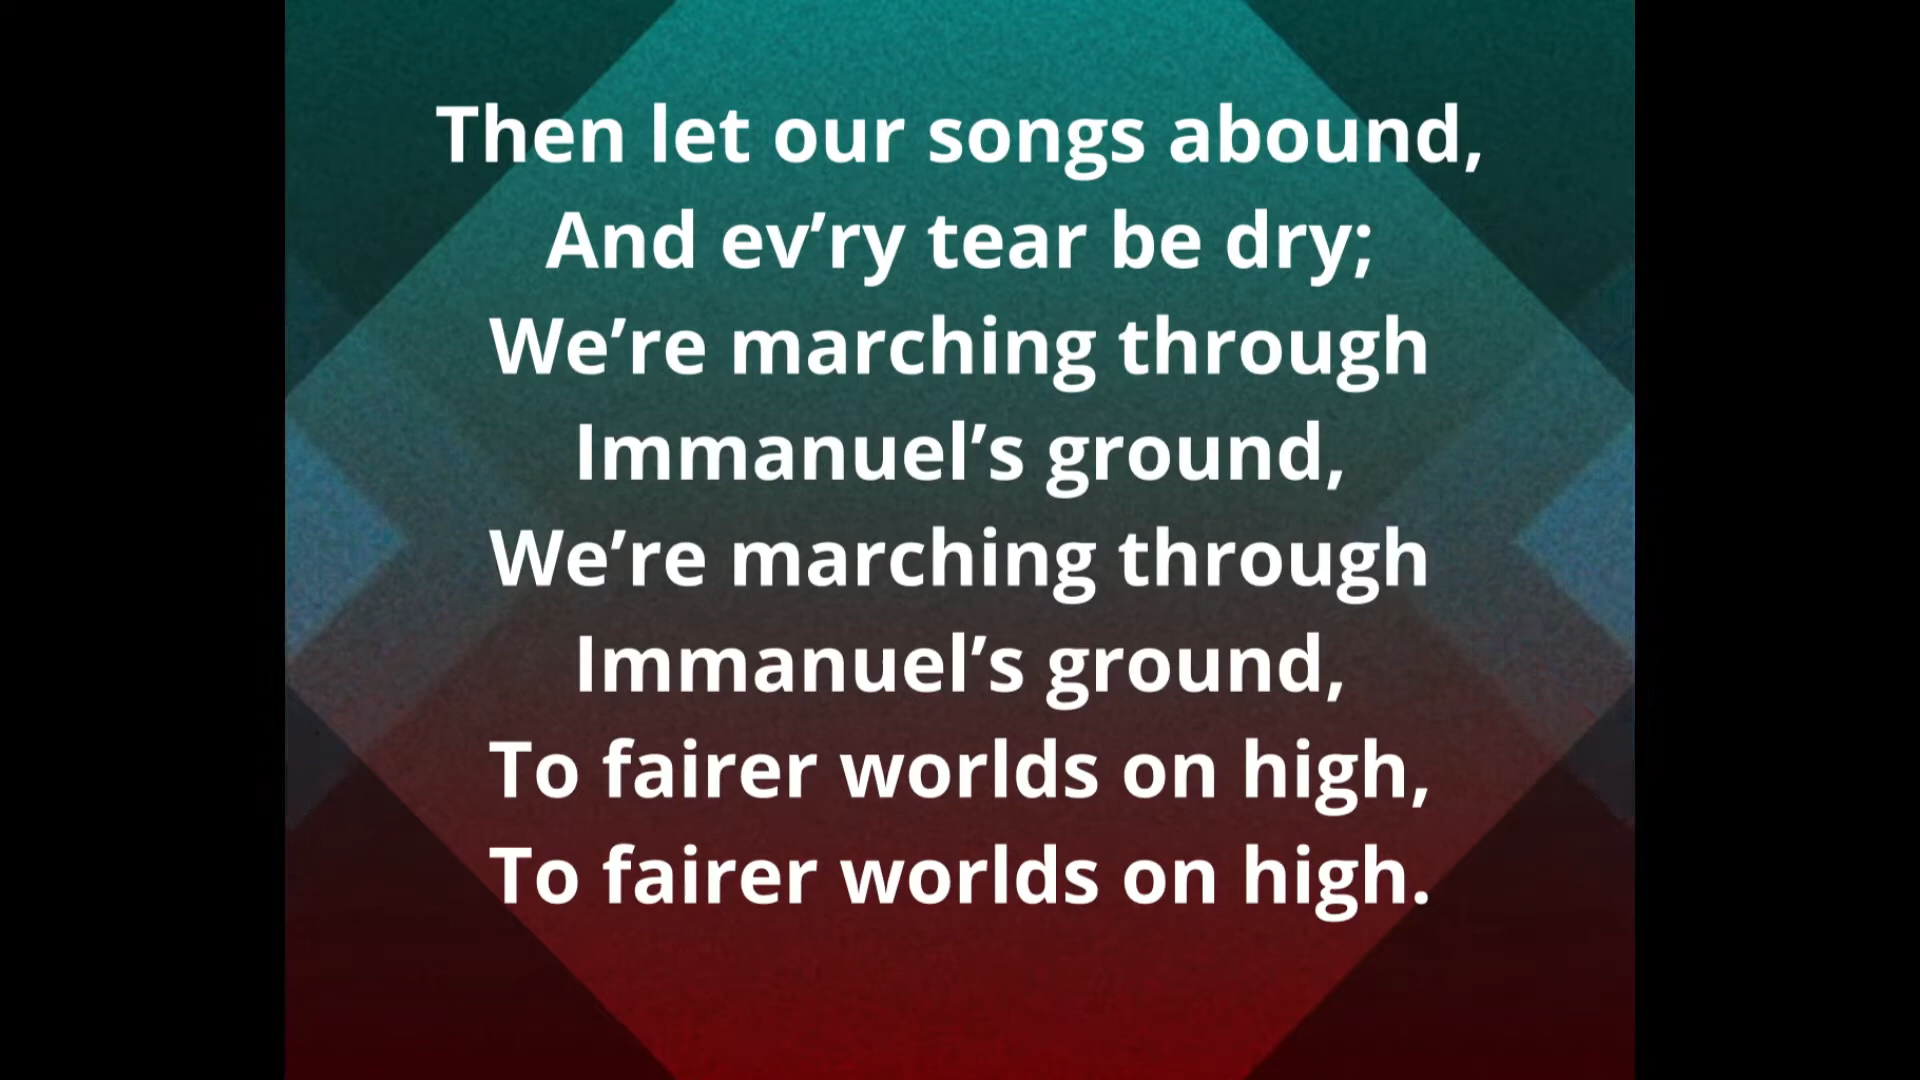 Then let our songs abound,
And ev’ry tear be dry;
We’re marching through
Immanuel’s ground,
We’re marching through
Immanuel’s ground,
To fairer worlds on high,
To fairer worlds on high.